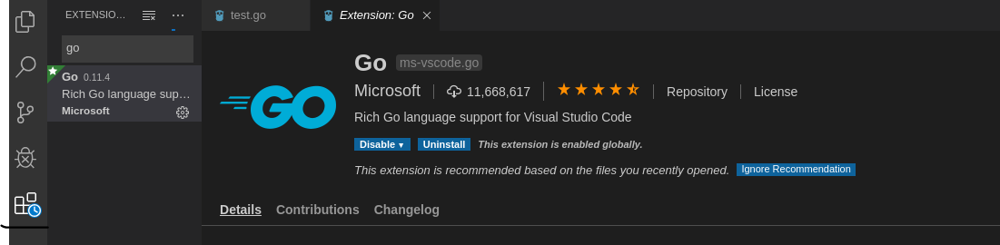 EXTENSIO...
test.go
Extension: Go
go
Go 0.11.4
Rich Go language sup...
Microsoft
GO
Go ms-vscode.go
Microsoft 11,668,617 Repository License
Rich Go language support for Visual Studio Code
Disable Uninstall This extension is enabled globally.
This extension is recommended based on the files you recently opened. Ignore Recommendation
Details Contributions Changelog